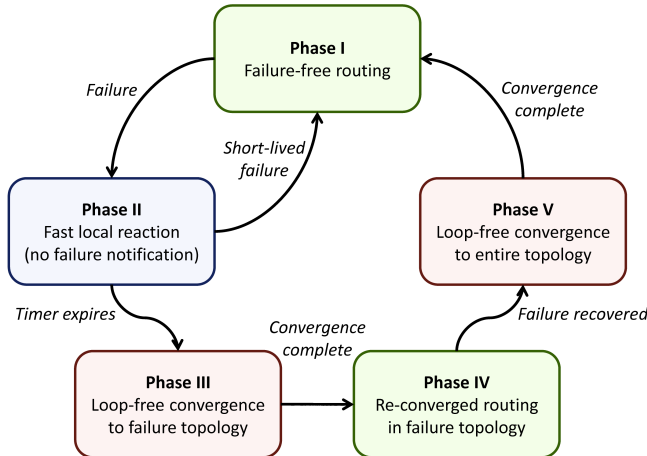 Phase I
Failure-free routing
Failure
Convergence
complete
Short-lived
failure
Phase II
Fast local reaction
(no failure notification)
Phase V
Loop-free convergence
to entire topology
Timer expires
Convergence
complete
Failure recovered
Phase III
Loop-free convergence
to failure topology
Phase IV
Re-converged routing
in failure topology